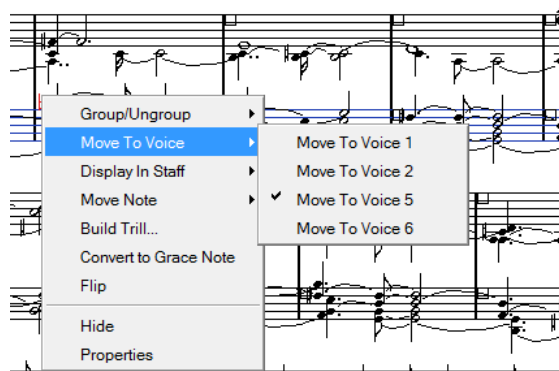 Group/Ungroup
Move To Voice
Display In Staff
Move Note
Build Trill...
Convert to Grace Note
Flip
Hide
Properties
Move To Voice 1
Move To Voice 2
Move To Voice 5
Move To Voice 6